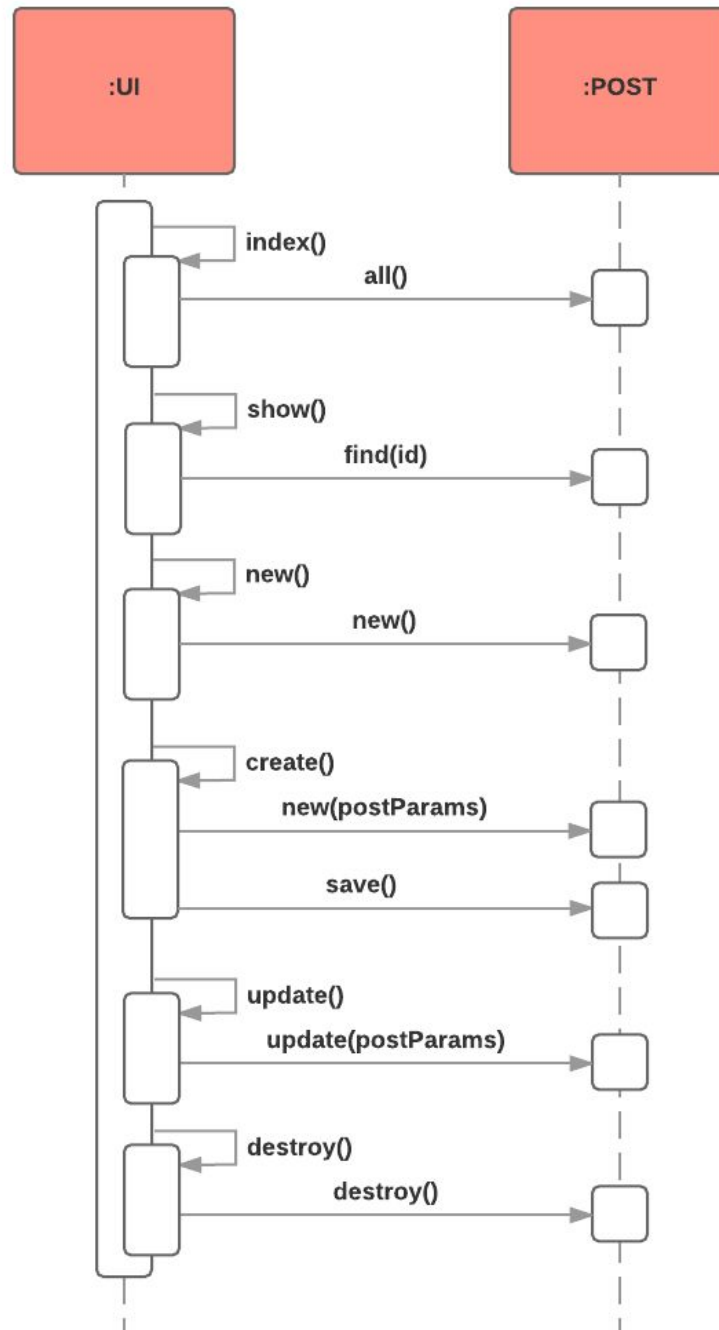 :UI
:POST
index()
all()
show()
find(id)
new()
new()
create()
new(postParams)
save()
update()
update(postParams)
destroy()
destroy()